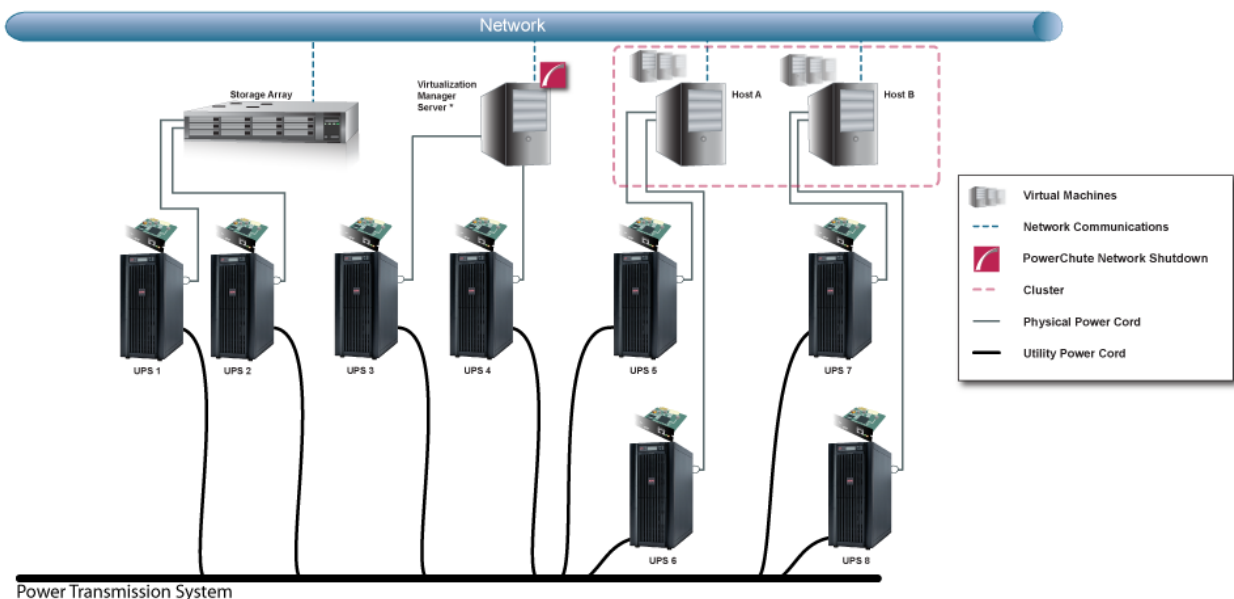 Network
Storage Array
Virtualization
Manager
Server *
Host A
Host B
Virtual Machines
Network Communications
PowerChute Network Shutdown
Cluster
Physical Power Cord
Utility Power Cord
UPS 1
UPS 2
UPS 3
UPS 4
UPS 5
UPS 7
UPS 6
UPS 8
Power Transmission System